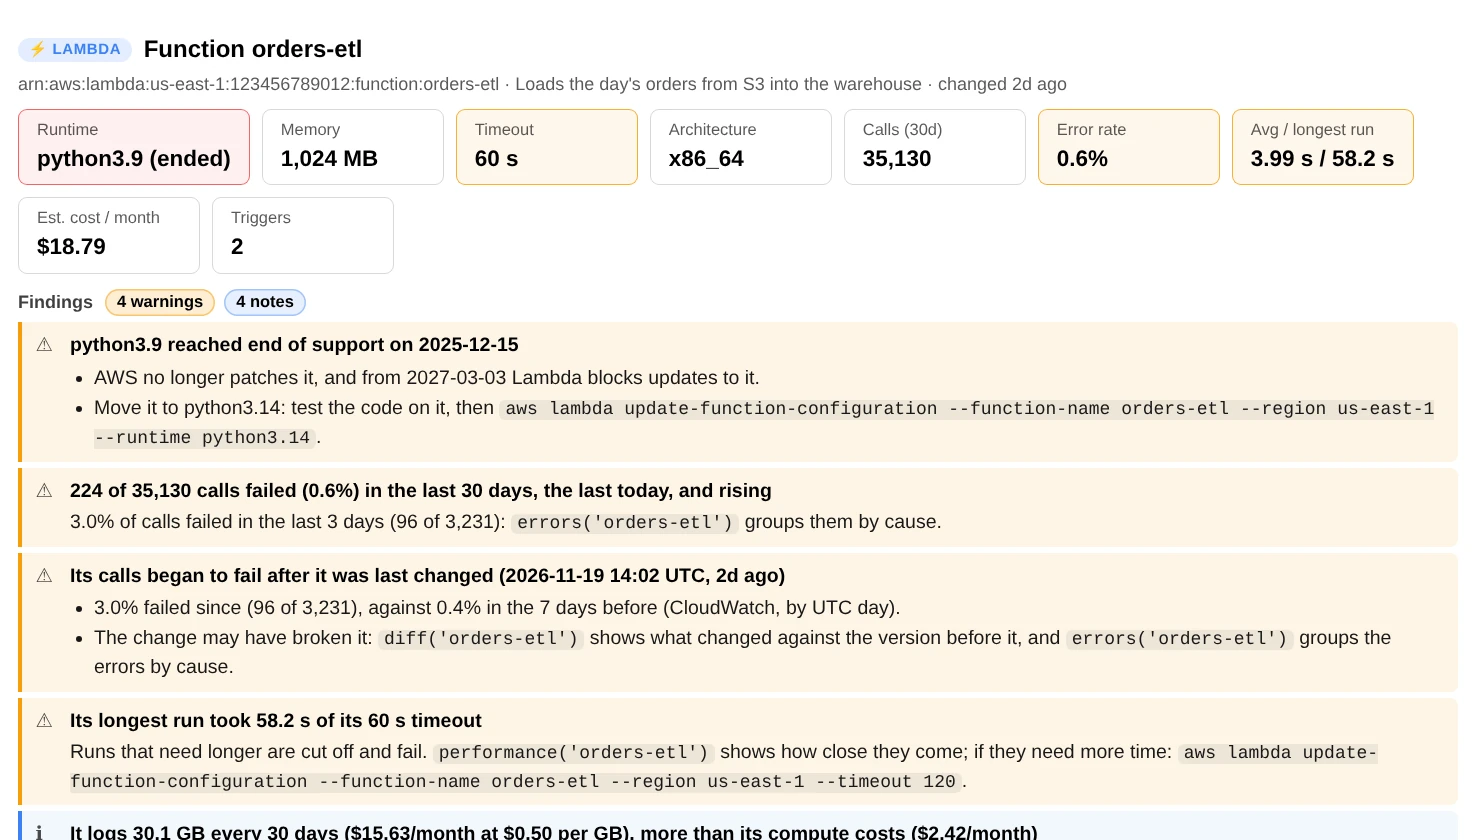 ⚡ LAMBDA Function orders-etl
arn:aws:lambda:us-east-1:123456789012:function:orders-etl · Loads the day's orders from S3 into the warehouse · changed 2d ago
Runtime Memory Timeout Architecture Calls (30d) Error rate Avg / longest run
python3.9 (ended) 1,024 MB 60 s x86_64 35,130 0.6% 3.99 s / 58.2 s
Est. cost / month Triggers
$18.79 2
Findings 4 warnings 4 notes
⚠ python3.9 reached end of support on 2025-12-15
• AWS no longer patches it, and from 2027-03-03 Lambda blocks updates to it.
• Move it to python3.14: test the code on it, then aws lambda update-function-configuration --function-name orders-etl --region us-east-1
--runtime python3.14.
⚠ 224 of 35,130 calls failed (0.6%) in the last 30 days, the last today, and rising
3.0% of calls failed in the last 3 days (96 of 3,231): errors('orders-etl') groups them by cause.
⚠ Its calls began to fail after it was last changed (2026-11-19 14:02 UTC, 2d ago)
• 3.0% failed since (96 of 3,231), against 0.4% in the 7 days before (CloudWatch, by UTC day).
• The change may have broken it: diff('orders-etl') shows what changed against the version before it, and errors('orders-etl') groups the
errors by cause.
⚠ Its longest run took 58.2 s of its 60 s timeout
Runs that need longer are cut off and fail. performance('orders-etl') shows how close they come; if they need more time: aws lambda update-
function-configuration --function-name orders-etl --region us-east-1 --timeout 120.
ℹ It logs 30.1 GB every 30 days ($15.63/month at $0.50 per GB), more than its compute costs ($2.42/month)